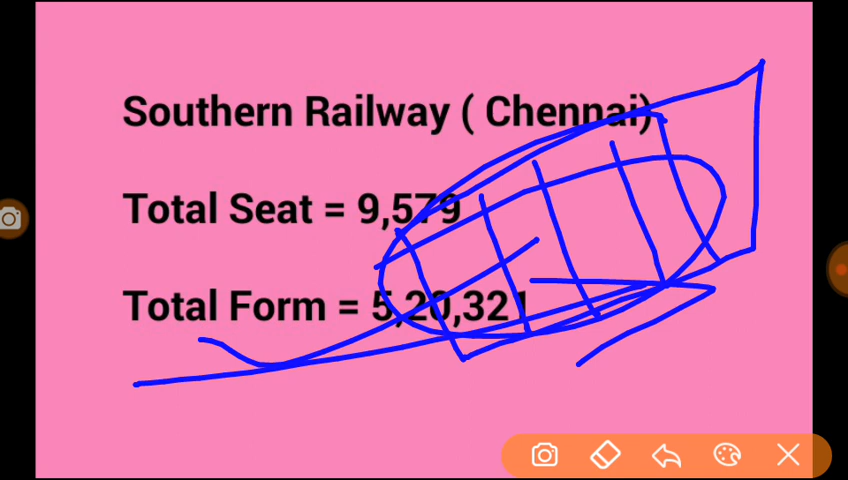 Southern Railway ( Chennai)
Total Seat = 9,579
Total Form = 5,20,321